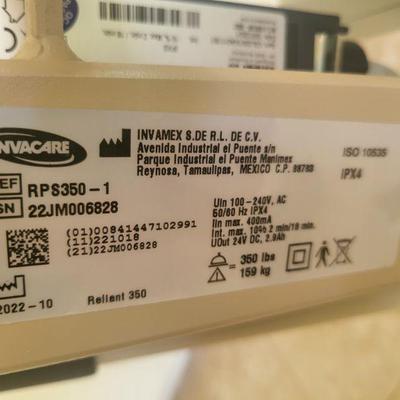 INVACARE
INVAMEX S.DE R.L. DE C.V.
Avenida Industrial el Puente s/n
Parque Industrial el Puente Manimex
Reynosa, Tamaulipas, MEXICO C.P. 88783
ISO 10535
IPX4
REF RPS350-1
SN 22JM006828
(01)00841447102991
(11)221018
(21)22JM006828
Uin 100-240V, AC
50/60 Hz IPX4
Iin max. 400mA
Int. max. 10% 2 min/18 min.
UOut 24V DC, 2.9Ah
= 350 lbs
159 kg
2022-10
Reliant 350